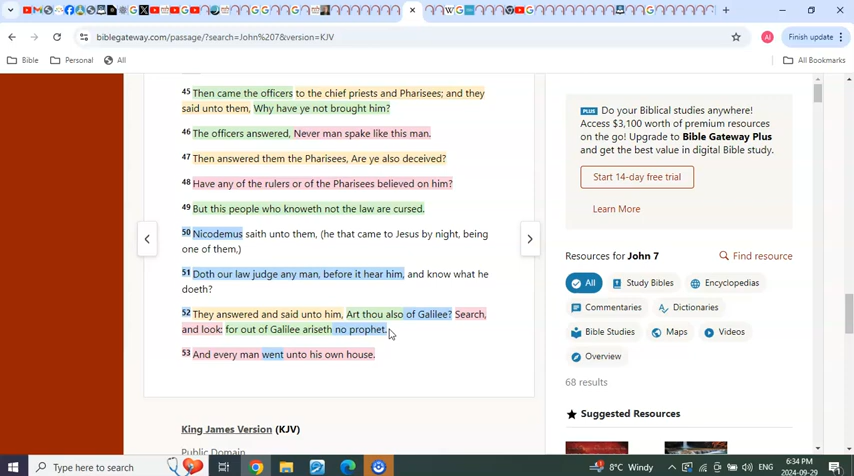 biblegateway.com/passage/?search=John%207&version=KJV
AI
Finish update
Bible
Personal
All
All Bookmarks
45 Then came the officers to the chief priests and Pharisees; and they
said unto them, Why have ye not brought him?
46 The officers answered, Never man spake like this man.
47 Then answered them the Pharisees, Are ye also deceived?
48 Have any of the rulers or of the Pharisees believed on him?
49 But this people who knoweth not the law are cursed.
50 Nicodemus saith unto them, (he that came to Jesus by night, being
one of them,)
51 Doth our law judge any man, before it hear him, and know what he
doeth?
52 They answered and said unto him, Art thou also of Galilee? Search,
and look: for out of Galilee ariseth no prophet.
53 And every man went unto his own house.
King James Version (KJV)
Public Domain
PLUS Do your Biblical studies anywhere!
Access $3,100 worth of premium resources
on the go! Upgrade to Bible Gateway Plus
and get the best value in digital Bible study.
Start 14-day free trial
Learn More
Resources for John 7
Find resource
All
Study Bibles
Encyclopedias
Commentaries
Dictionaries
Bible Studies
Maps
Videos
Overview
68 results
Suggested Resources
Type here to search
8°C Windy
ENG
6:34 PM
2024-09-29